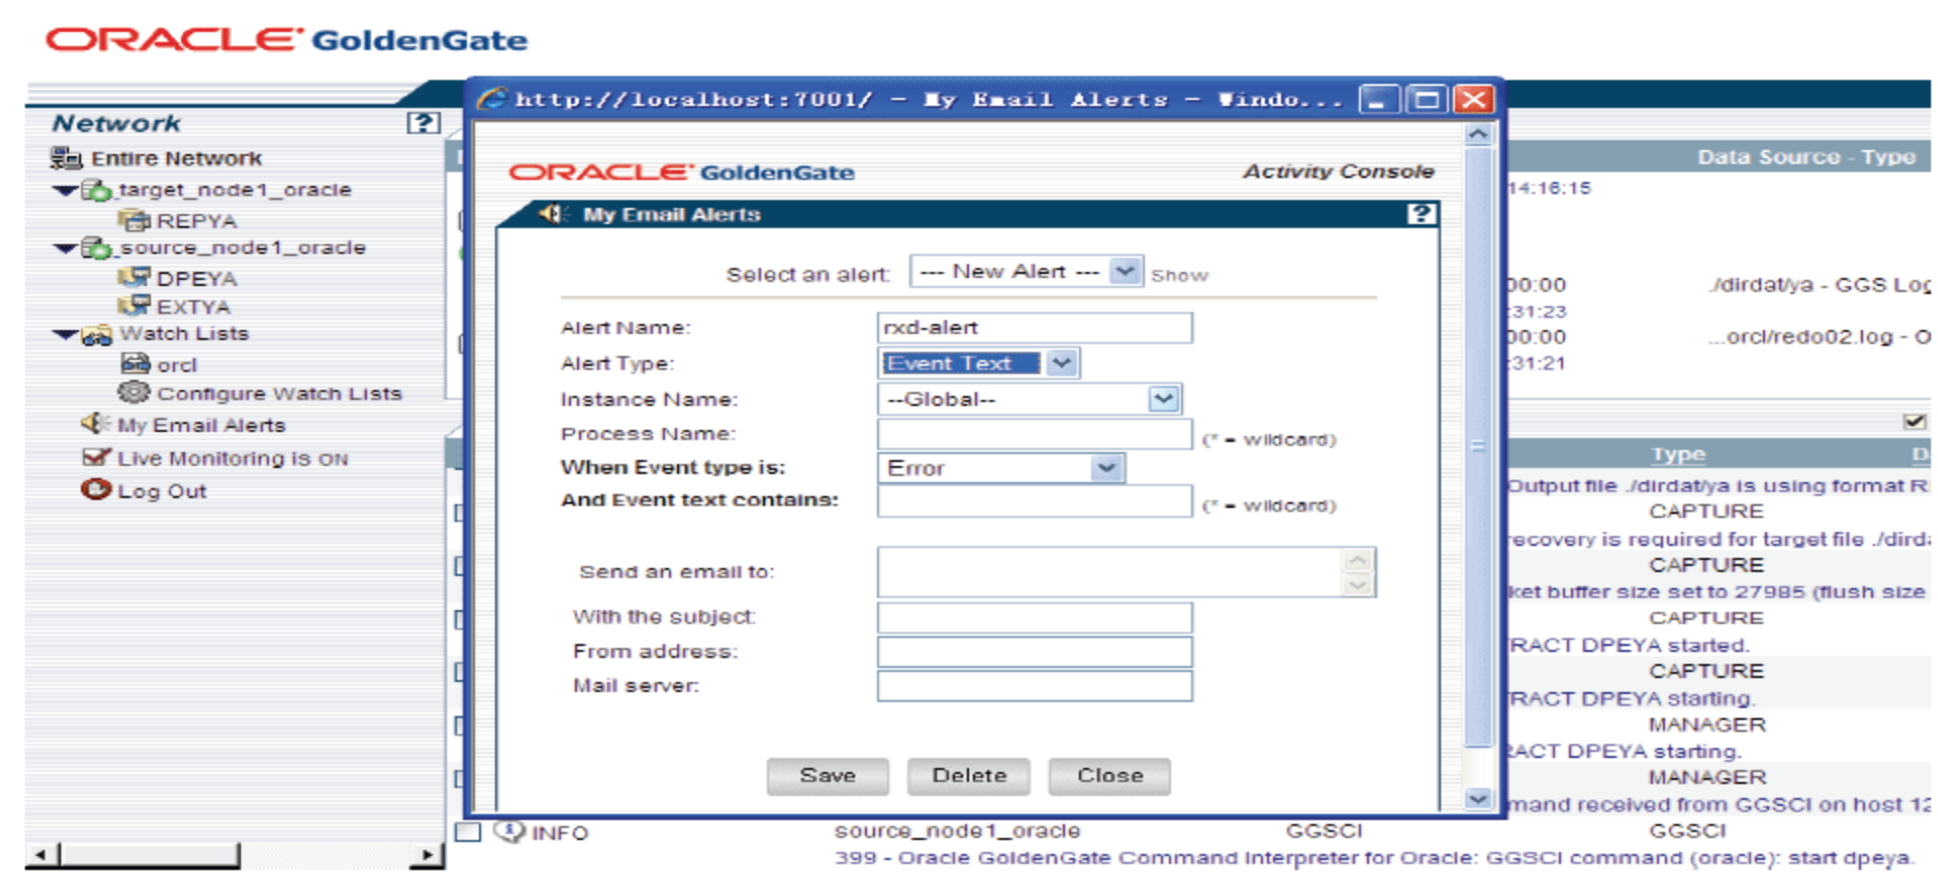 ORACLE GoldenGate
http://localhost:7001/ - My Email Alerts - Windo...
Network ?
Entire Network
target_node1_oracle
REPYA
source_node1_oracle
DPEYA
EXTYA
Watch Lists
orcl
Configure Watch Lists
My Email Alerts
Live Monitoring is ON
Log Out
ORACLE GoldenGate
Activity Console
My Email Alerts ?
Select an alert: --- New Alert --- Show
Alert Name: rxd-alert
Alert Type: Event Text
Instance Name: --Global--
Process Name: (* = wildcard)
When Event type is: Error
And Event text contains: (* = wildcard)
Send an email to:
With the subject:
From address:
Mail server:
Save Delete Close
Data Source - Type
14:16:15
00:00 ./dirdat/ya - GGS Log
:31:23
00:00 ...orcl/redo02.log - O
:31:21
Type D
Output file ./dirdat/ya is using format R
CAPTURE
recovery is required for target file ./dird
CAPTURE
ket buffer size set to 27985 (flush size
CAPTURE
RACT DPEYA started.
CAPTURE
RACT DPEYA starting.
MANAGER
RACT DPEYA starting.
MANAGER
mand received from GGSCI on host 12
INFO source_node1_oracle GGSCI GGSCI
399 - Oracle GoldenGate Command Interpreter for Oracle: GGSCI command (oracle): start dpeya.